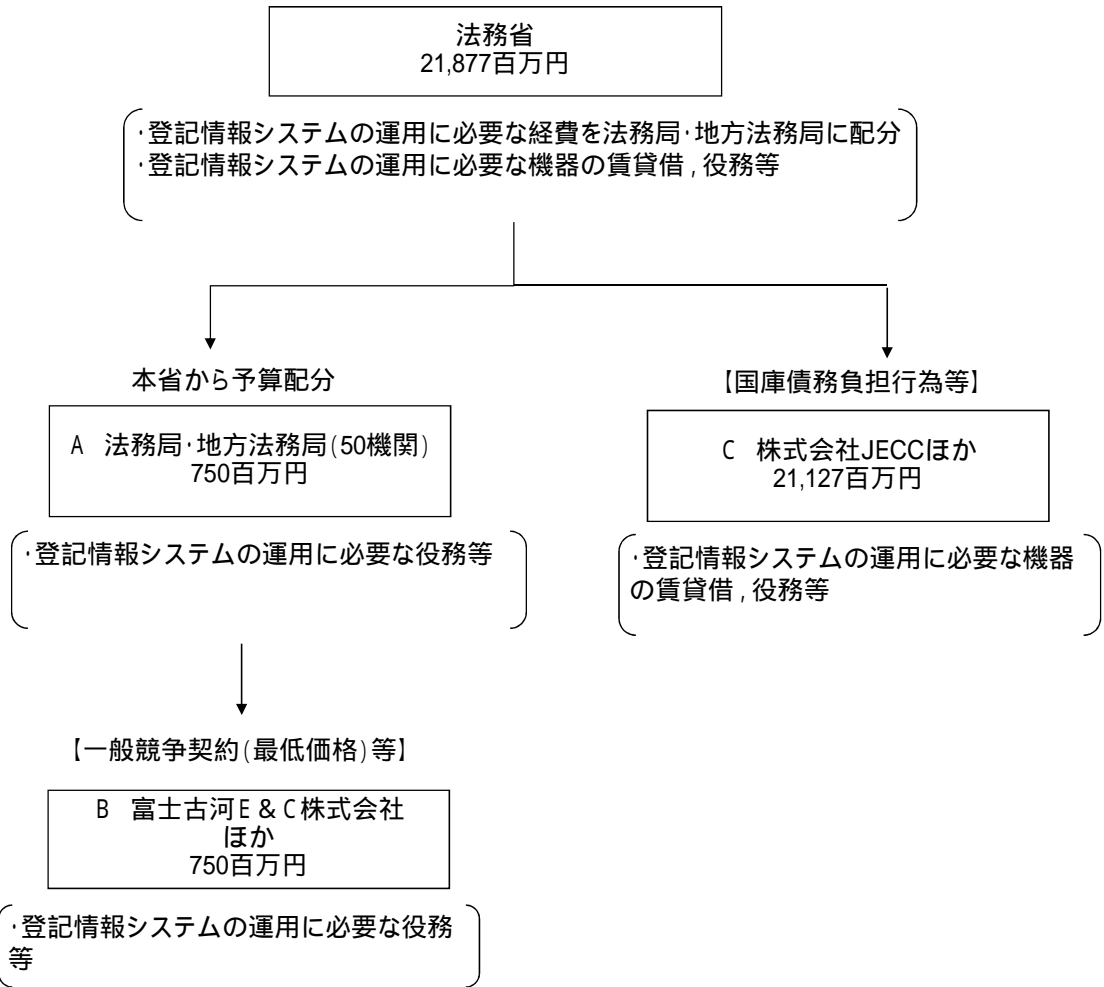 法務省
21,877百万円
･登記情報システムの運用に必要な経費を法務局･地方法務局に配分
･登記情報システムの運用に必要な機器の賃貸借,役務等
本省から予算配分
A 法務局･地方法務局(50機関)
750百万円
･登記情報システムの運用に必要な役務等
【一般競争契約(最低価格)等】
B 富士古河E＆C株式会社
ほか
750百万円
･登記情報システムの運用に必要な役務
等
【国庫債務負担行為等】
C 株式会社JECCほか
21,127百万円
･登記情報システムの運用に必要な機器
の賃貸借,役務等